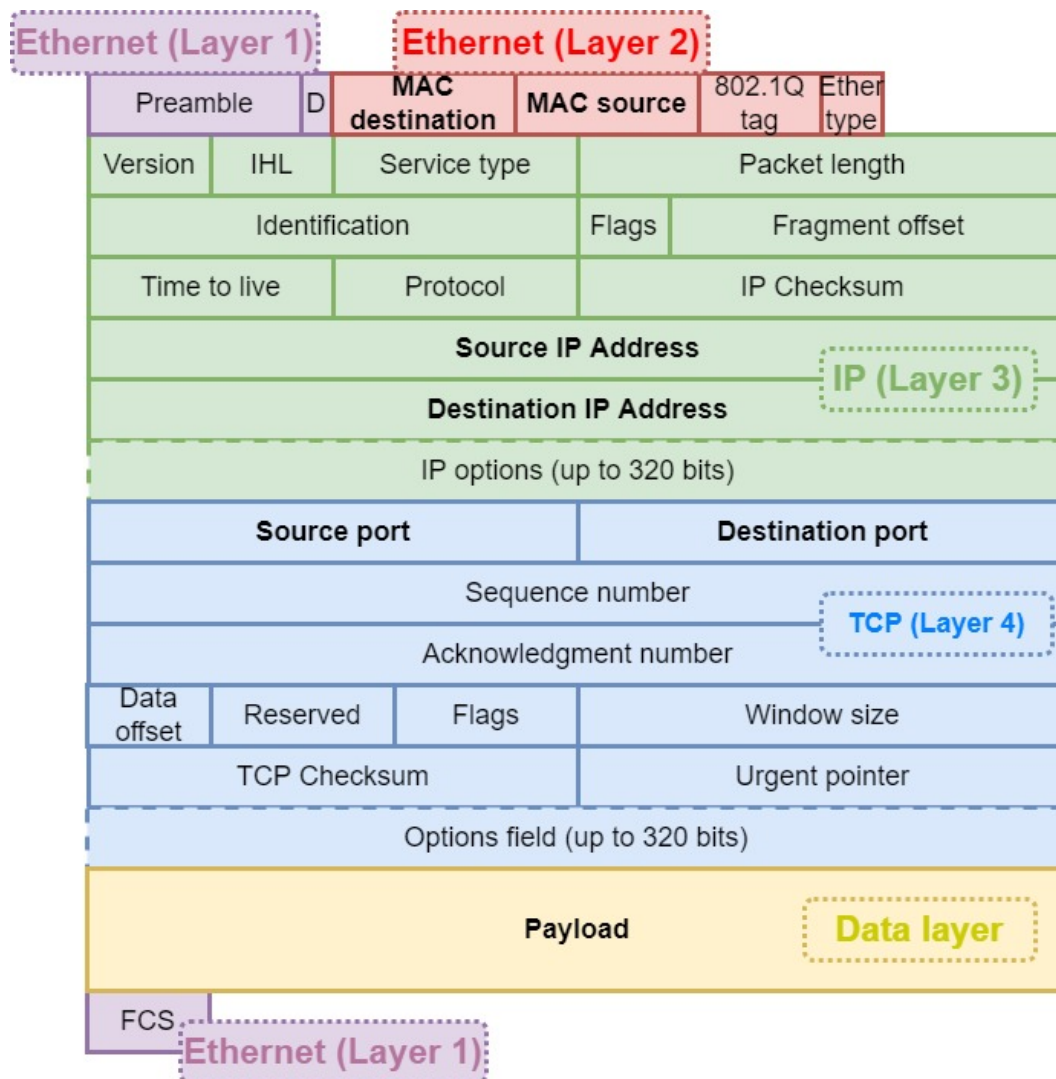 Ethernet (Layer 1)
Ethernet (Layer 2)
Preamble
D
MAC
destination
MAC source
802.1Q
tag
Ether
type
Version
IHL
Service type
Packet length
Identification
Flags
Fragment offset
Time to live
Protocol
IP Checksum
Source IP Address
IP (Layer 3)
Destination IP Address
IP options (up to 320 bits)
Source port
Destination port
Sequence number
TCP (Layer 4)
Acknowledgment number
Data
offset
Reserved
Flags
Window size
TCP Checksum
Urgent pointer
Options field (up to 320 bits)
Payload
Data layer
FCS
Ethernet (Layer 1)